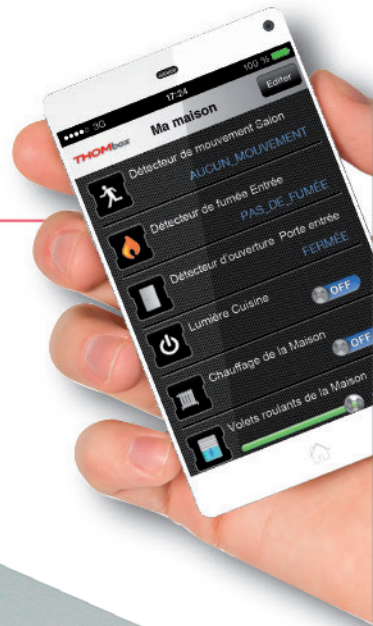 3G
17:24
100 %
THOMbox
Ma maison
Editer
Détecteur de mouvement Salon
AUCUN_MOUVEMENT
Détecteur de fumée Entrée
PAS_DE_FUMÉE
Détecteur d'ouverture Porte entrée
FERMÉE
Lumière Cuisine
OFF
Chauffage de la Maison
OFF
Volets roulants de la Maison